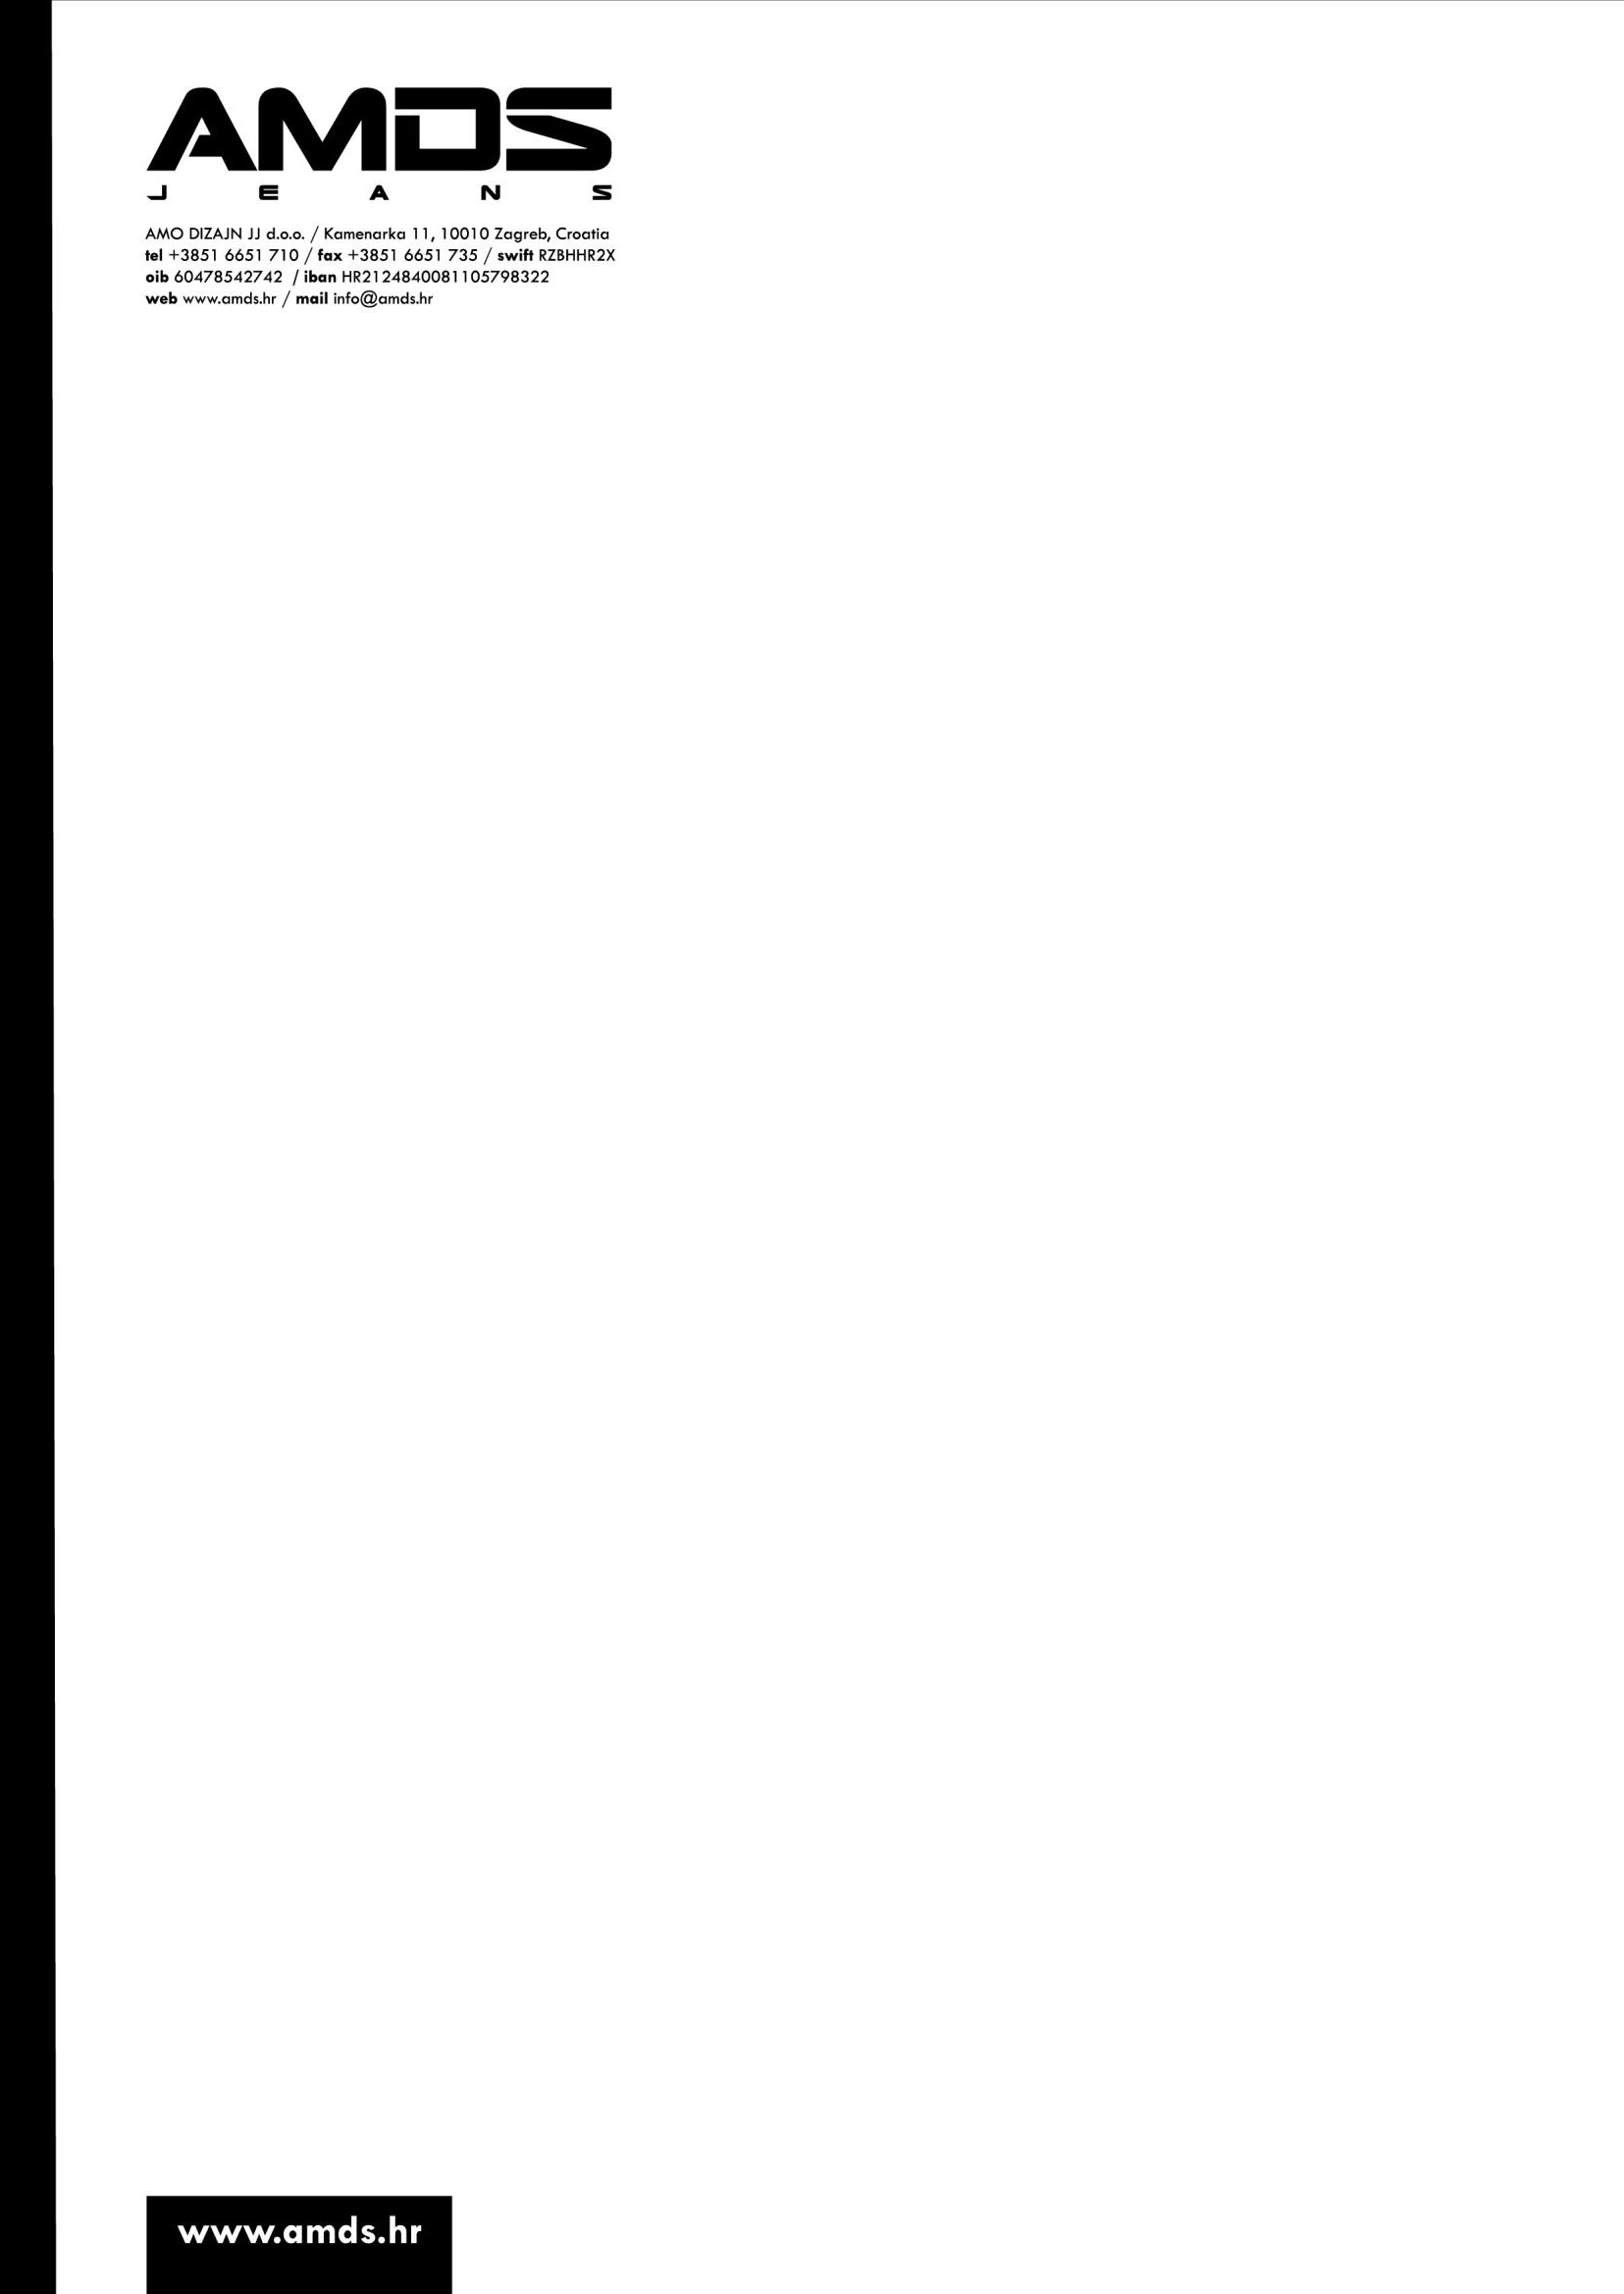 AMDS
JEANS
AMO DIZAJN JJ d.o.o. / Kamenarka 11, 10010 Zagreb, Croatia
tel +3851 6651 710 / fax +3851 6651 735 / swift RZBHHR2X
oib 60478542742 / iban HR2124840081105798322
web www.amds.hr / mail info@amds.hr
www.amds.hr